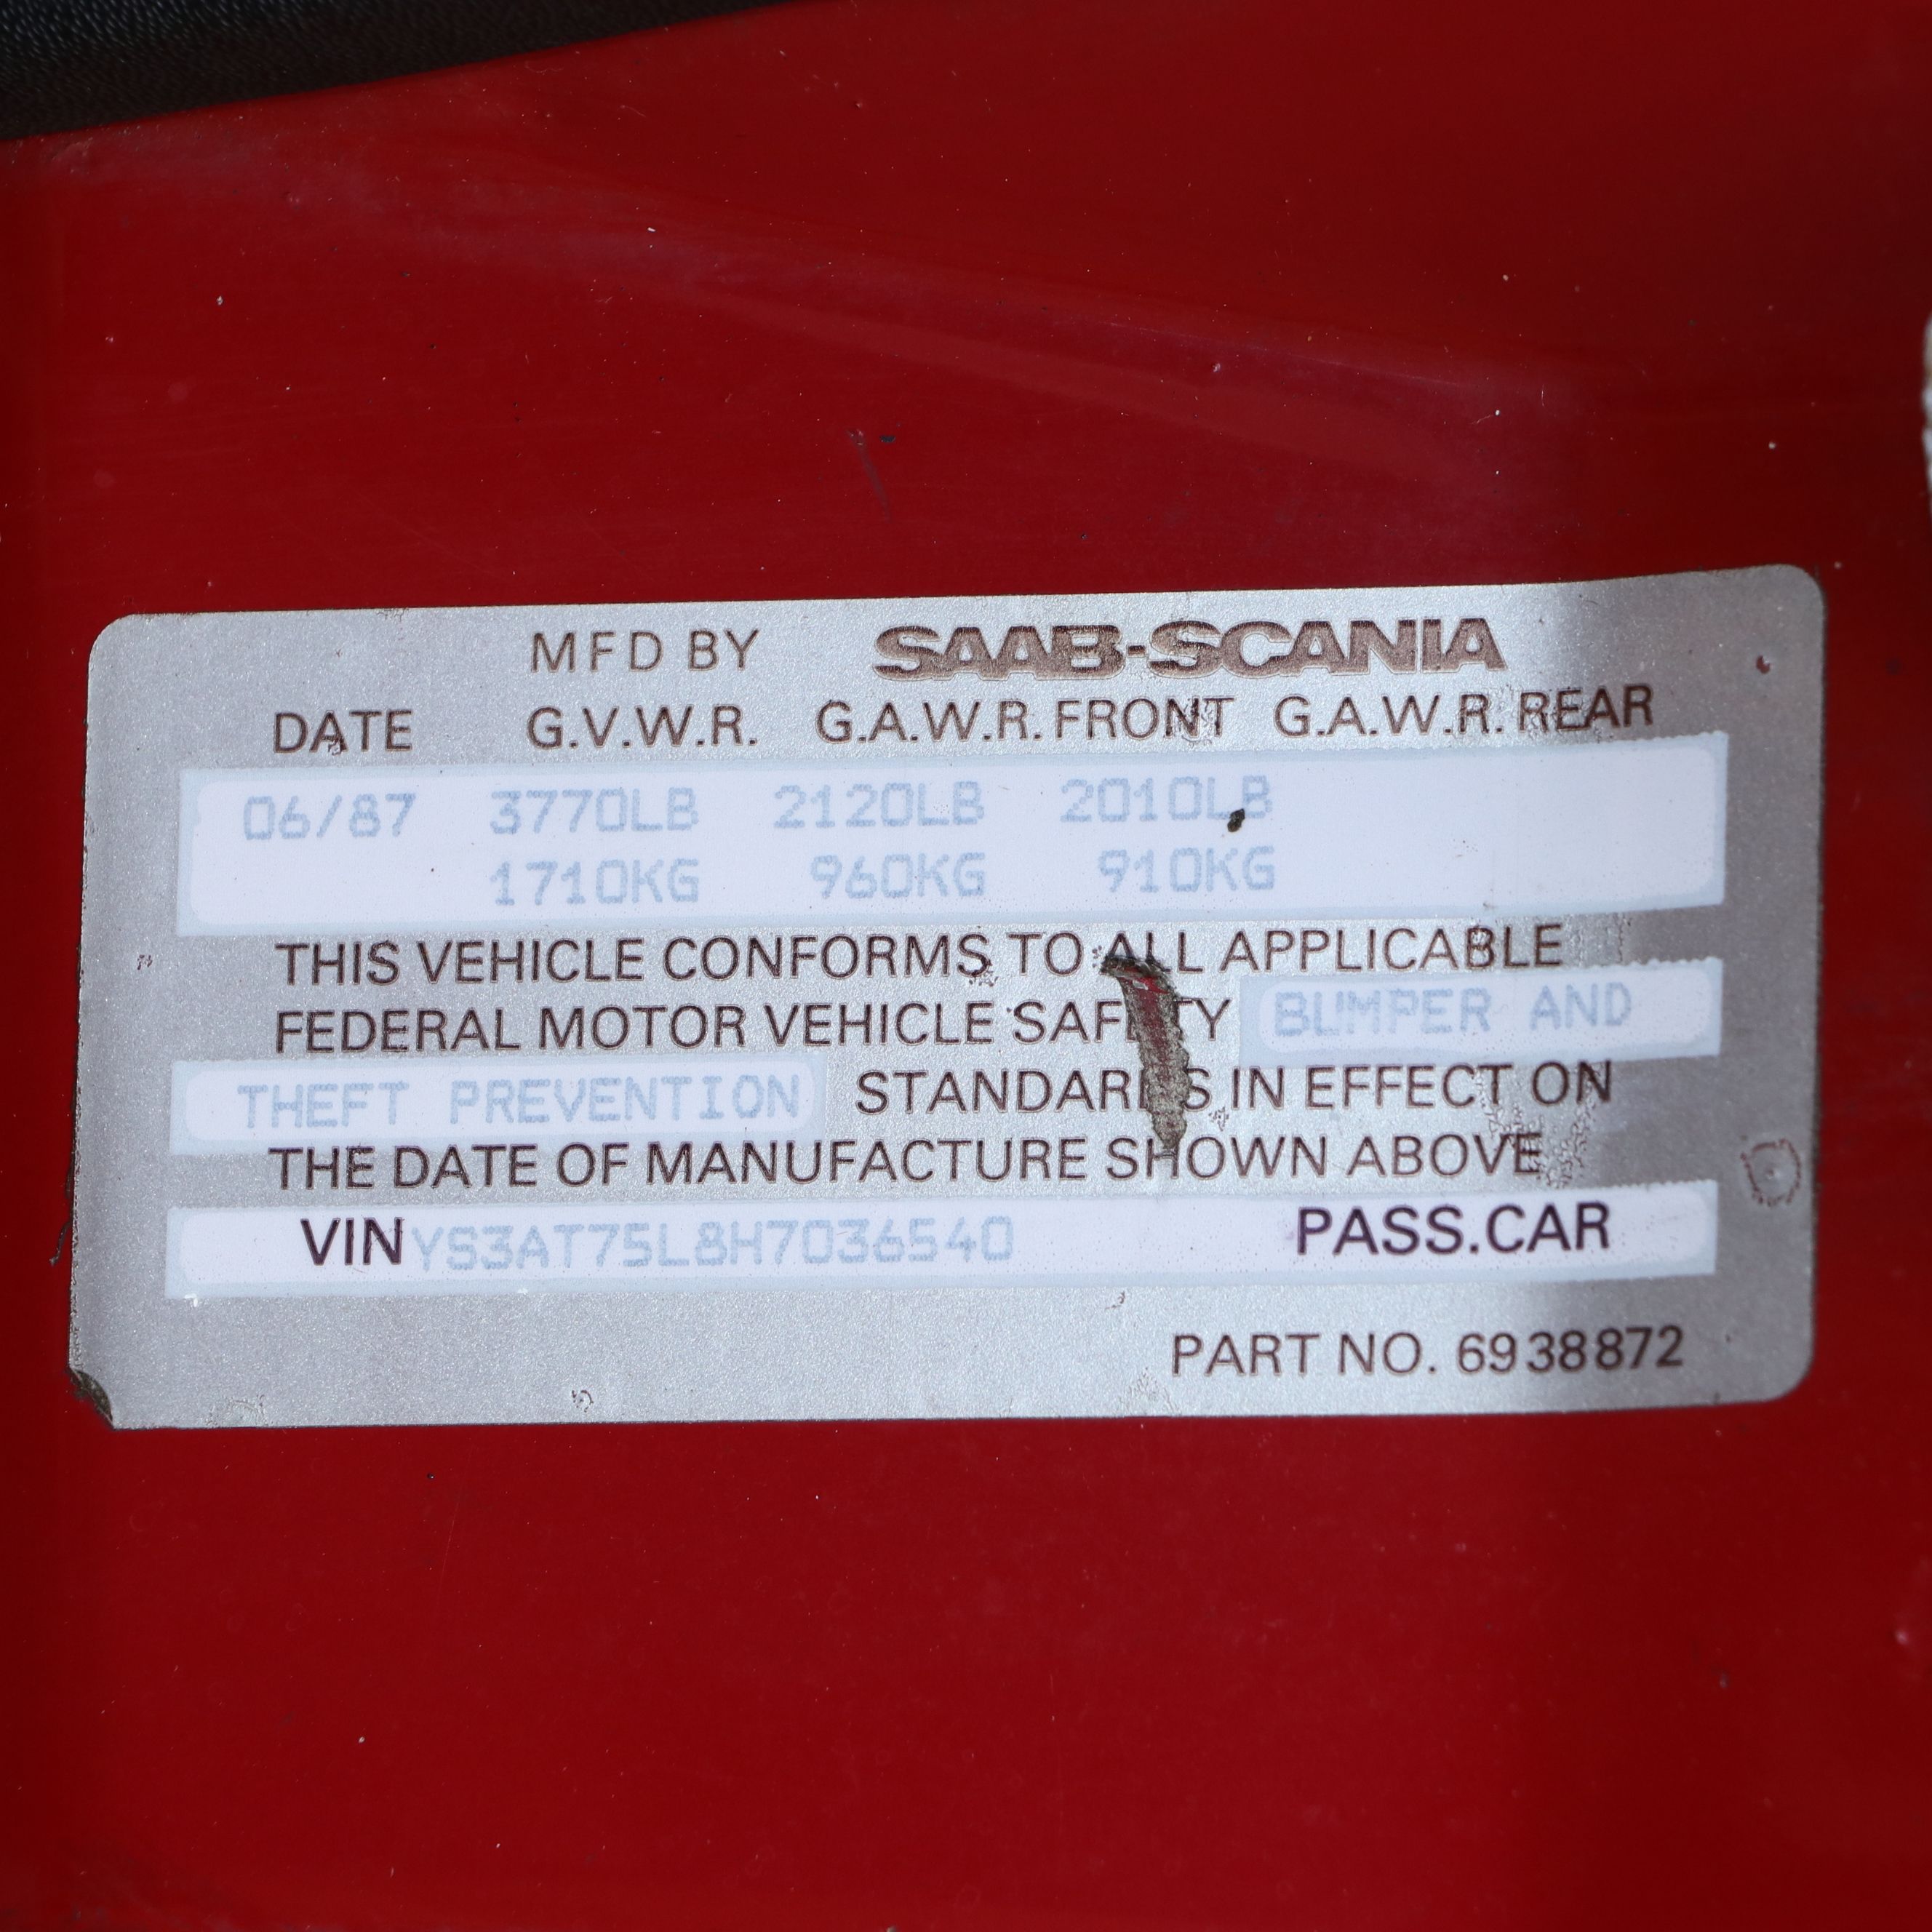 MFD BY SAAB-SCANIA
DATE G.V.W.R. G.A.W.R. FRONT G.A.W.R. REAR
06/87 3770LB 2120LB 2010LB
1710KG 960KG 910KG
THIS VEHICLE CONFORMS TO ALL APPLICABLE
FEDERAL MOTOR VEHICLE SAFETY BUMPER AND
THEFT PREVENTION STANDARDS IN EFFECT ON
THE DATE OF MANUFACTURE SHOWN ABOVE
VIN YS3AT75L8H7036540 PASS.CAR
PART NO. 6938872